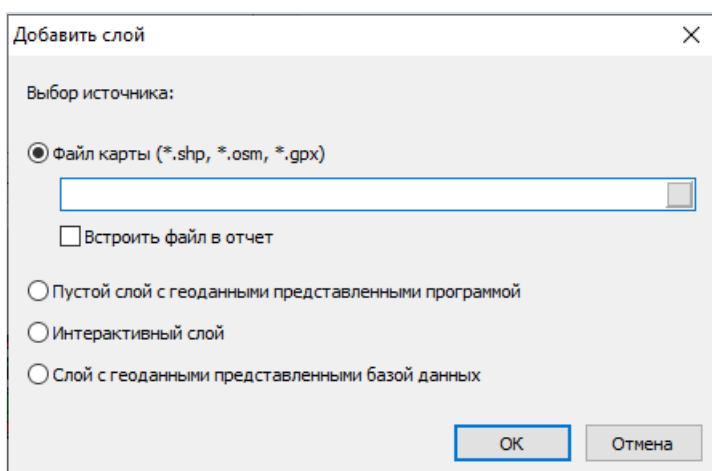 Добавить слой
Выбор источника:
Файл карты (*.shp, *.osm, *.gpx)
Встроить файл в отчет
Пустой слой с геоданными представленными программой
Интерактивный слой
Слой с геоданными представленными базой данных
ОК Отмена